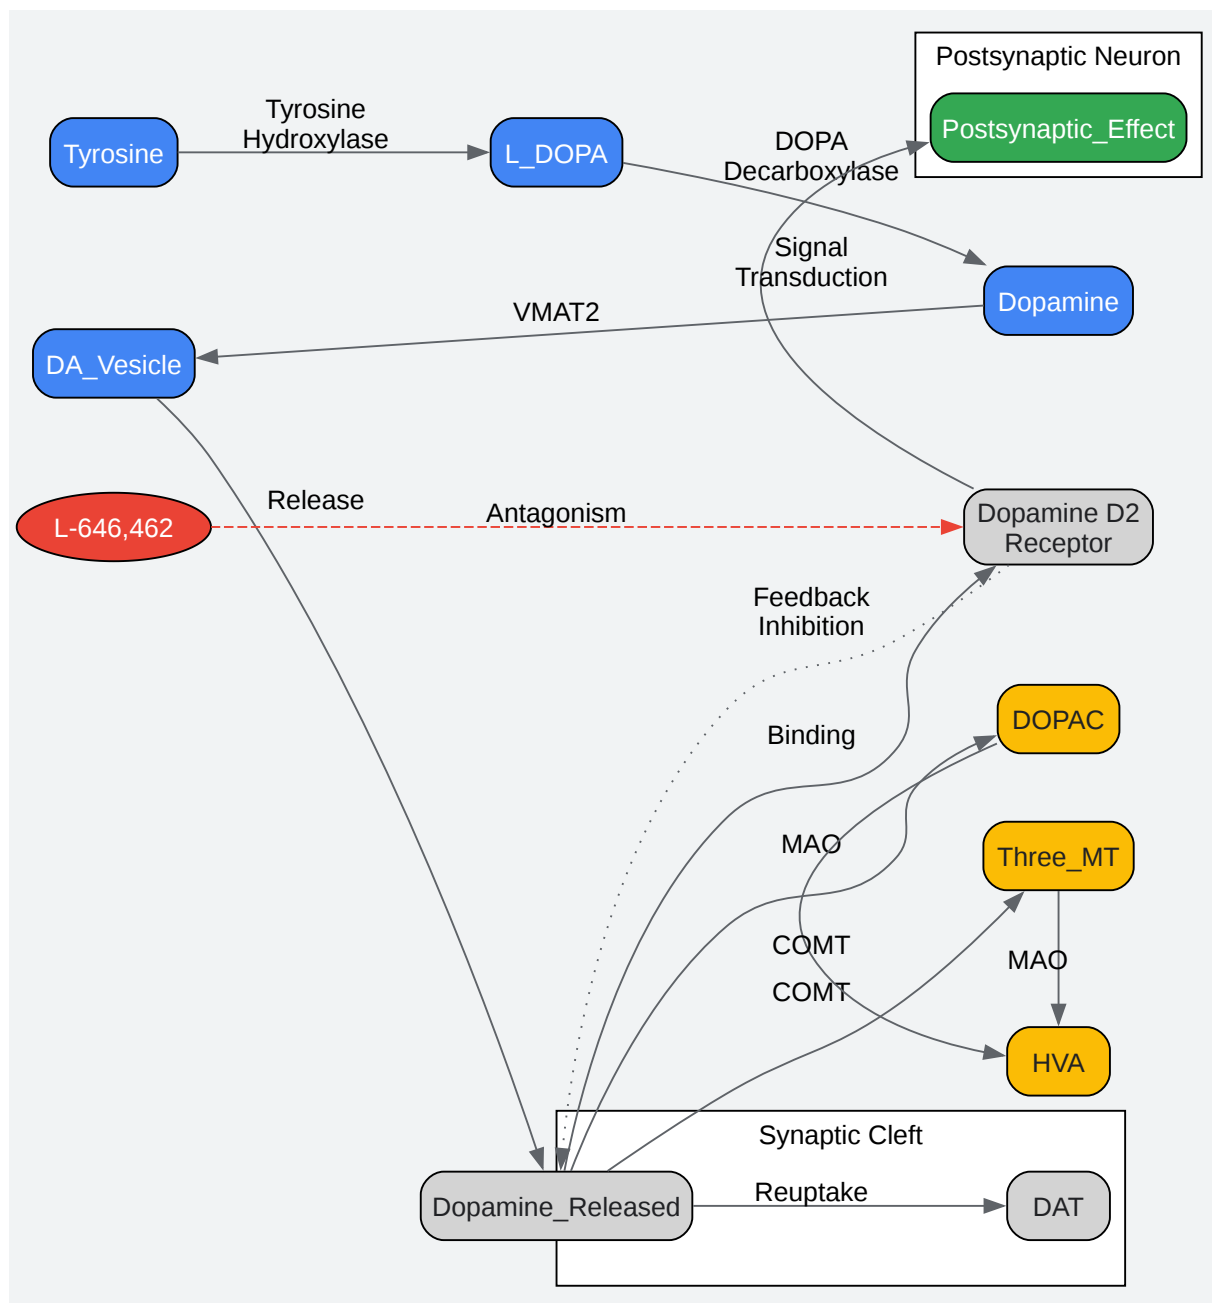 Postsynaptic Neuron
Postsynaptic_Effect
Tyrosine
Tyrosine
Hydroxylase
L_DOPA
DOPA
Decarboxylase
Signal
Transduction
Dopamine
VMAT2
DA_Vesicle
Release
L-646,462
Antagonism
Dopamine D2
Receptor
Feedback
Inhibition
Binding
DOPAC
MAO
Three_MT
COMT
MAO
COMT
HVA
Synaptic Cleft
Dopamine_Released
Reuptake
DAT